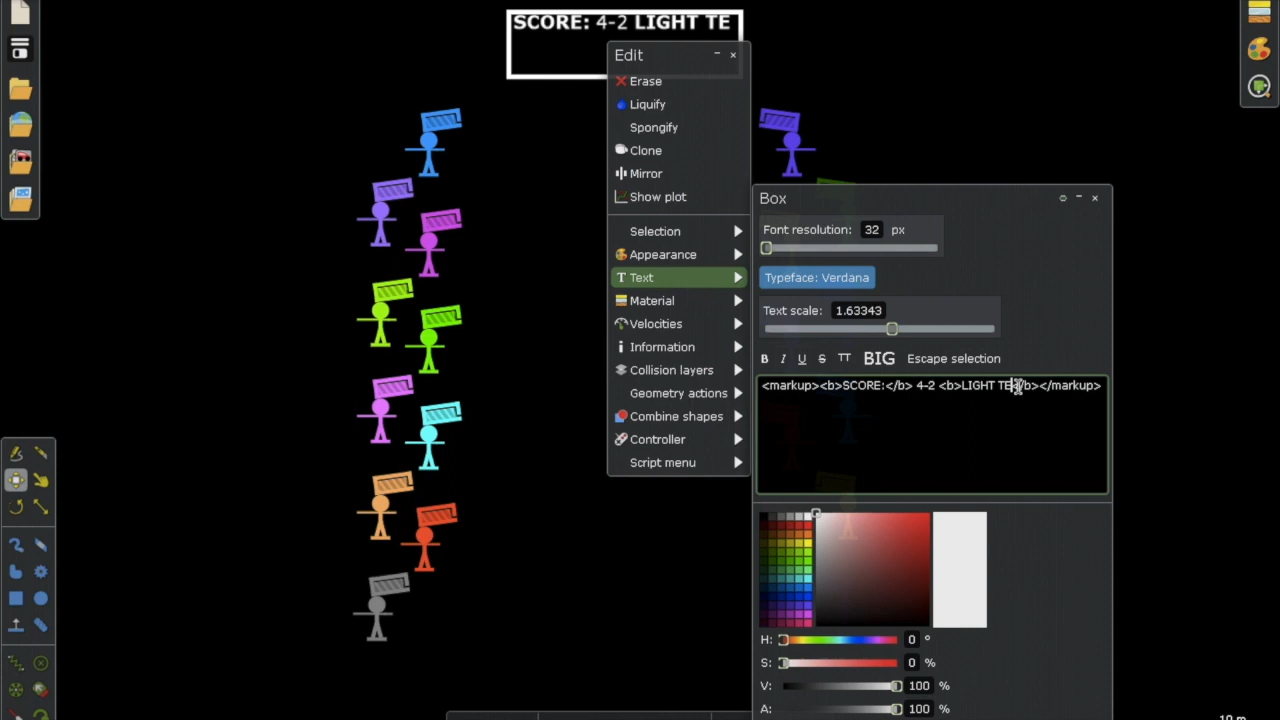 SCORE: 4-2 LIGHT TE
Edit
Erase
Liquify
Spongify
Clone
Mirror
Show plot
Selection
Appearance
Text
Material
Velocities
Information
Collision layers
Geometry actions
Combine shapes
Controller
Script menu
Box
Font resolution: 32 px
Typeface: Verdana
Text scale: 1.63343
B I U S TT BIG Escape selection
<markup><b>SCORE:</b> 4-2 <b>LIGHT TE</b></markup>
H: 0 °
S: 0 %
V: 100 %
A: 100 %
10 m